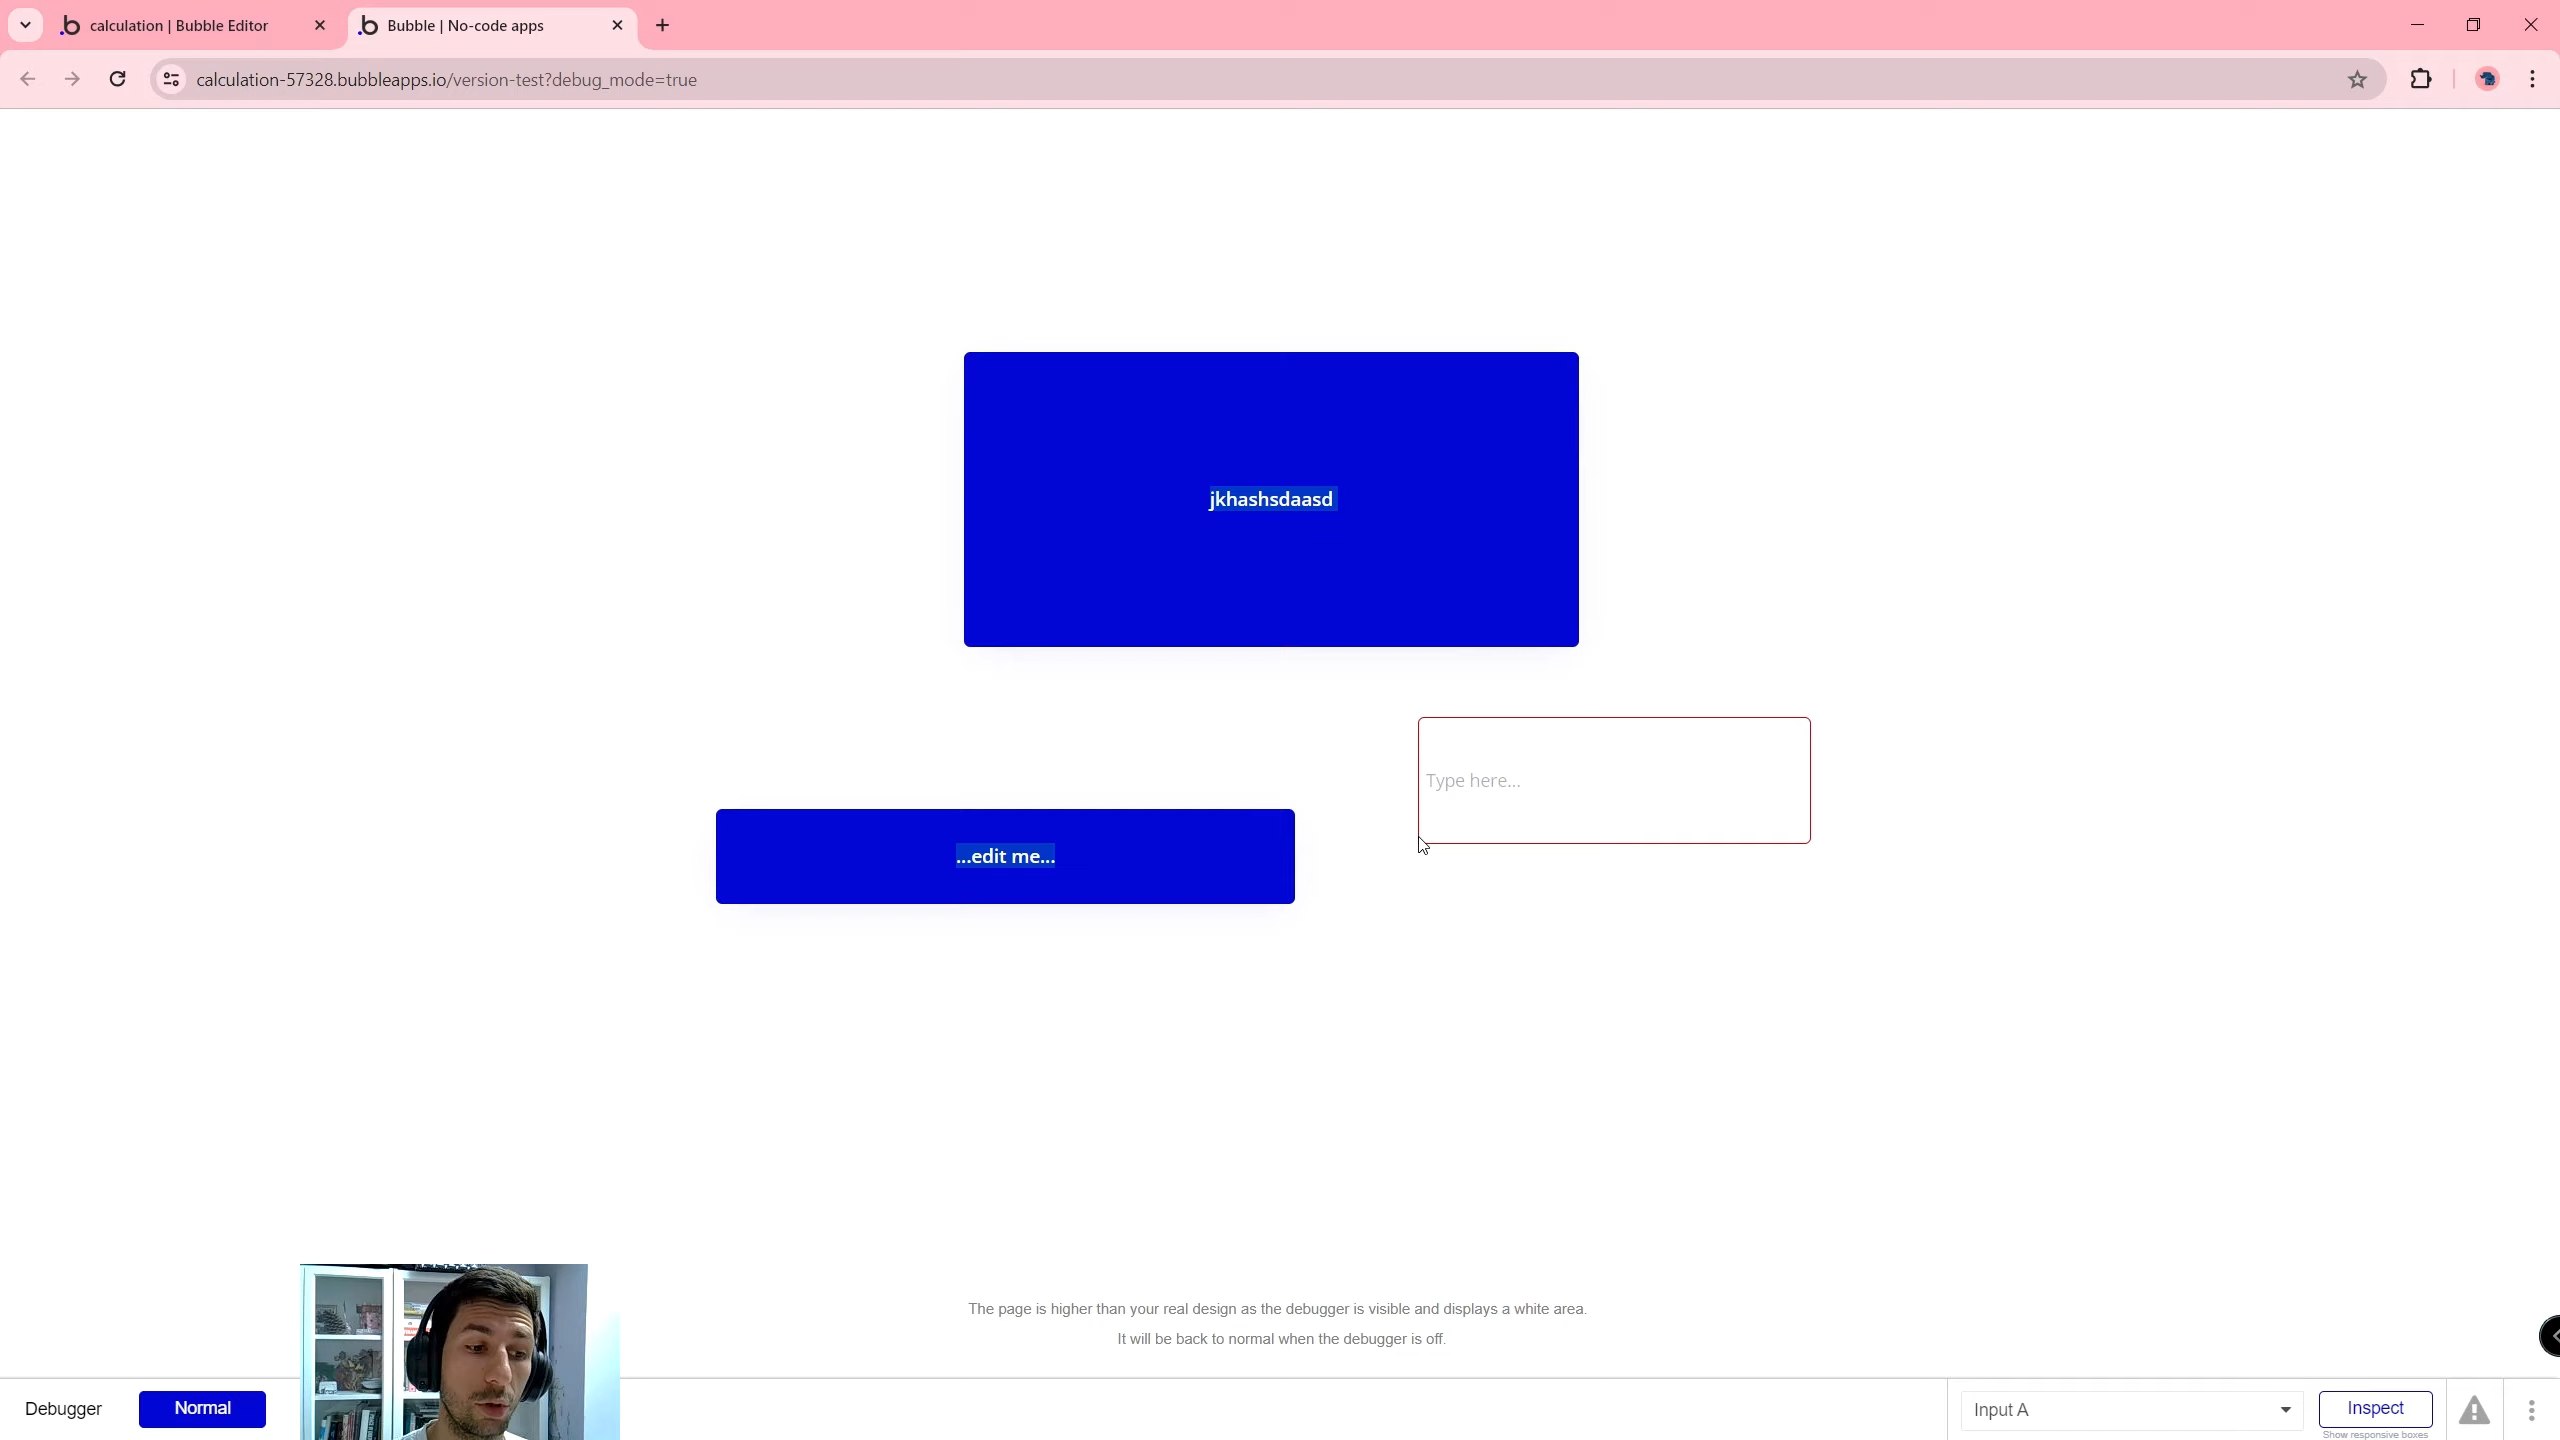 calculation | Bubble Editor
Bubble | No-code apps
calculation-57328.bubbleapps.io/version-test?debug_mode=true
jkhashsdaasd
Type here...
...edit me...
The page is higher than your real design as the debugger is visible and displays a white area.
It will be back to normal when the debugger is off.
Debugger
Normal
Input A
Inspect
Show responsive boxes